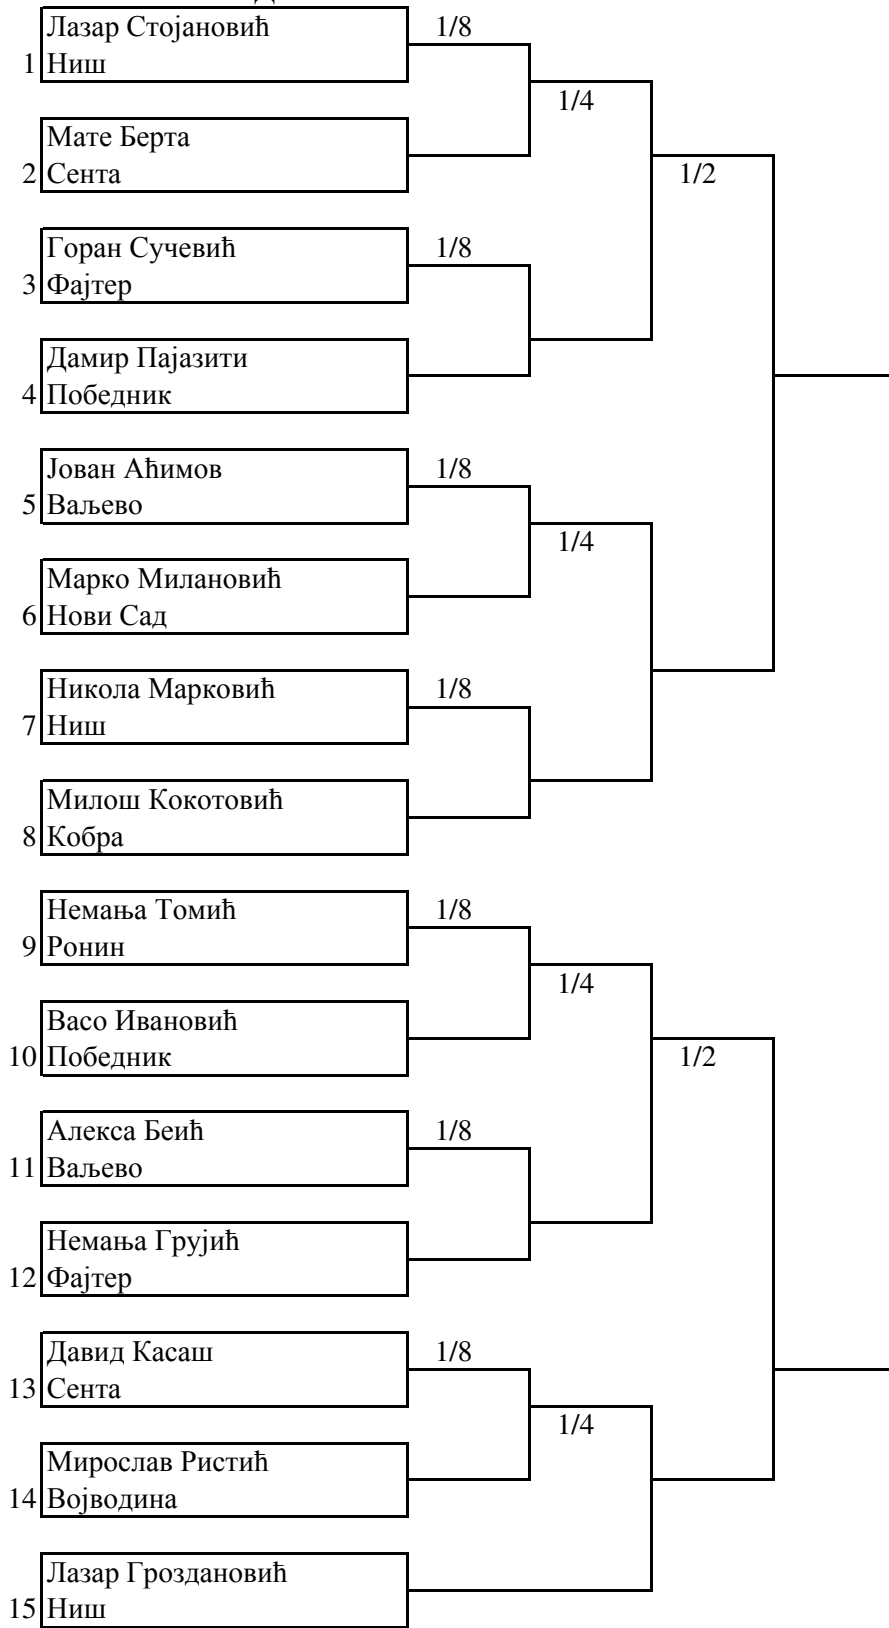 Лазар Стојановић
1/8
1 Ниш
1/4
Мате Берта
2 Сента
1/2
Горан Сучевић
1/8
3 Фајтер
Дамир Пајазити
4 Победник
Јован Аћимов
1/8
5 Ваљево
1/4
Марко Милановић
6 Нови Сад
Никола Марковић
1/8
7 Ниш
Милош Кокотовић
8 Кобра
Немања Томић
1/8
9 Ронин
1/4
Васо Ивановић
10 Победник
1/2
Алекса Беић
1/8
11 Ваљево
Немања Грујић
12 Фајтер
Давид Касаш
1/8
13 Сента
1/4
Мирослав Ристић
14 Војводина
Лазар Гроздановић
15 Ниш